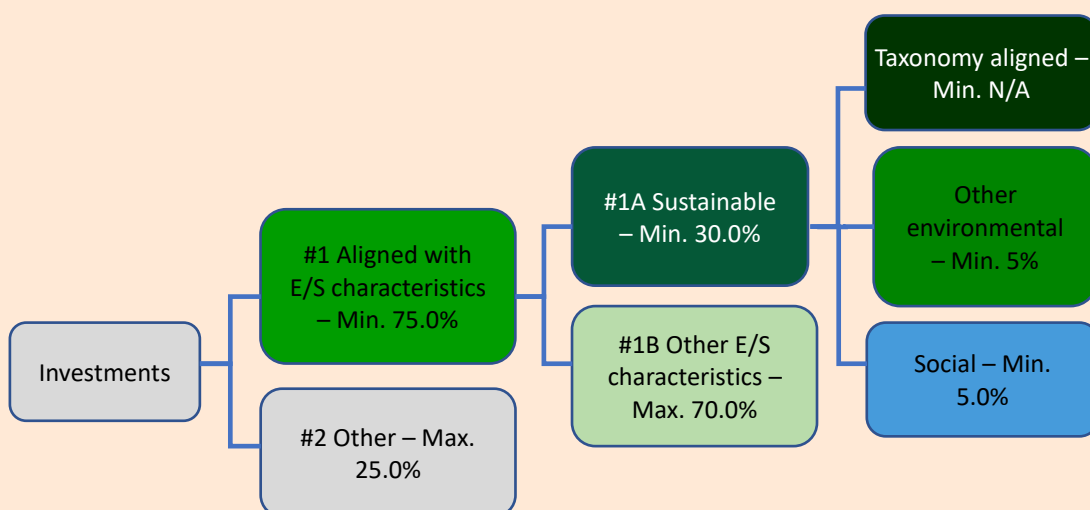 Investments
#1 Aligned with
E/S characteristics
– Min. 75.0%
#2 Other – Max.
25.0%
#1A Sustainable
– Min. 30.0%
#1B Other E/S
characteristics –
Max. 70.0%
Taxonomy aligned –
Min. N/A
Other
environmental
– Min. 5%
Social – Min.
5.0%